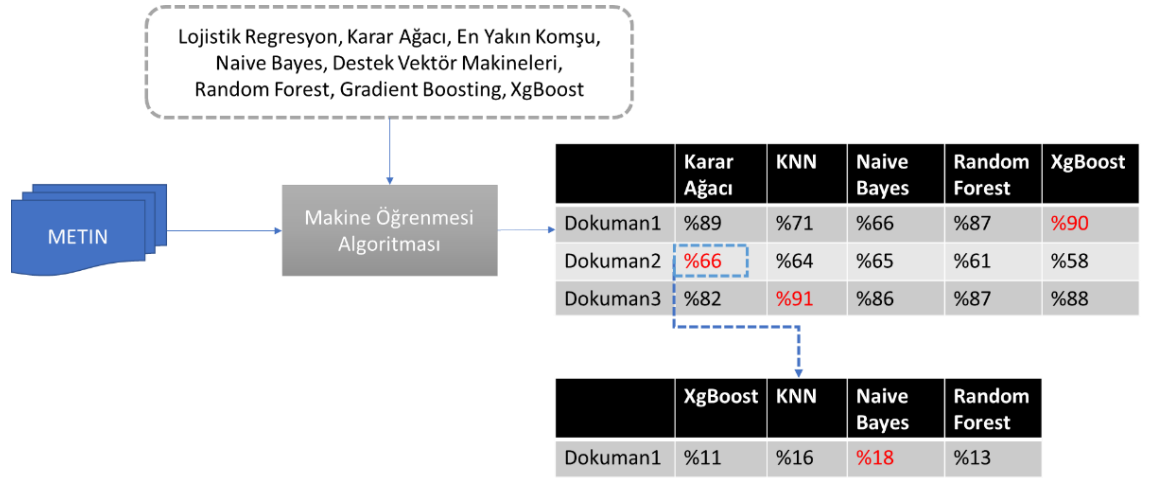 Lojistik Regresyon, Karar Ağacı, En Yakın Komşu,
Naive Bayes, Destek Vektör Makineleri,
Random Forest, Gradient Boosting, XgBoost
METIN
Makine Öğrenmesi
Algoritması
Karar Ağacı KNN Naive Bayes Random Forest XgBoost
Dokuman1 %89 %71 %66 %87 %90
Dokuman2 %66 %64 %65 %61 %58
Dokuman3 %82 %91 %86 %87 %88
XgBoost KNN Naive Bayes Random Forest
Dokuman1 %11 %16 %18 %13